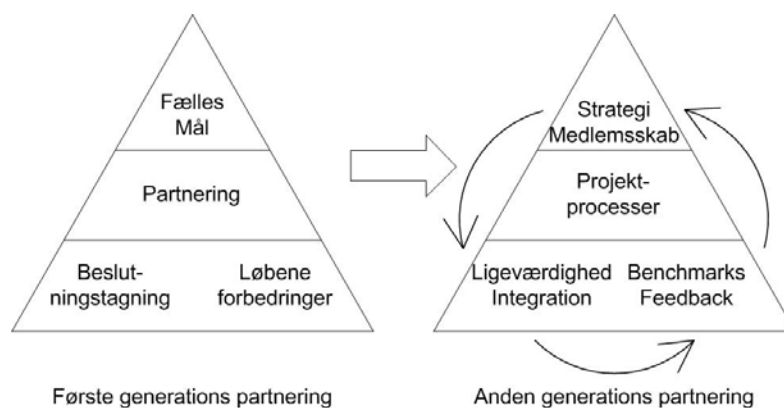 Fælles
Mål
Partnering
Beslut-
ningstagning
Løbene
forbedringer
Første generations partnering
Strategi
Medlemsskab
Projekt-
processer
Ligeværdighed
Integration
Benchmarks
Feedback
Anden generations partnering